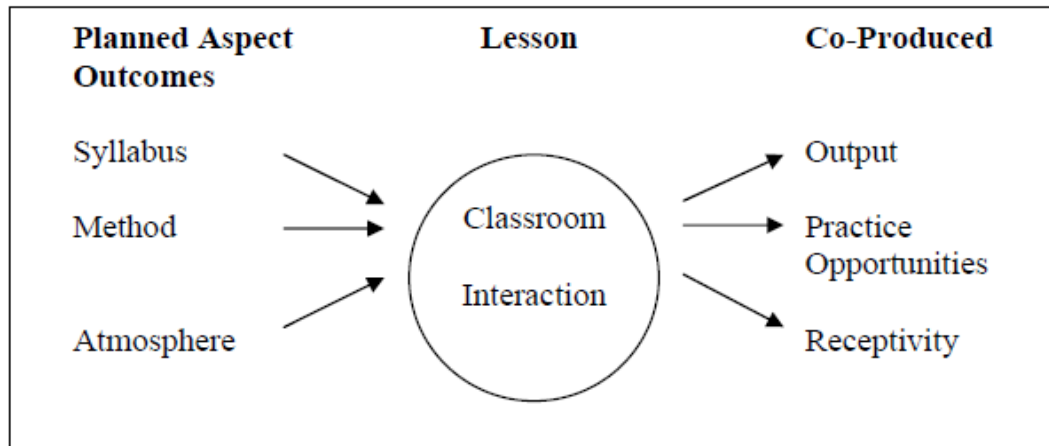 Planned Aspect Lesson Co-Produced
Outcomes
Syllabus Output
Method Classroom Practice
Opportunities
Interaction
Atmosphere Receptivity